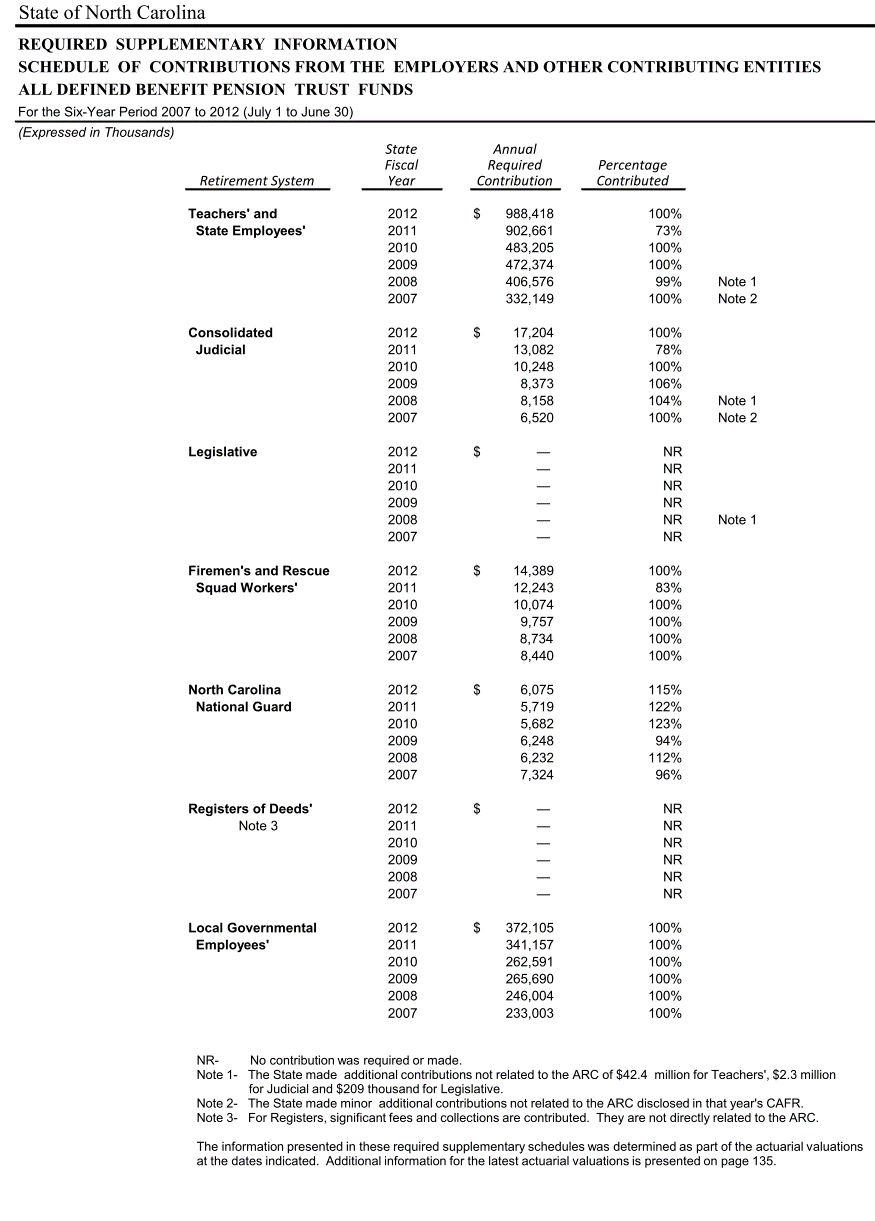 State of North Carolina
REQUIRED SUPPLEMENTARY INFORMATION
SCHEDULE OF CONTRIBUTIONS FROM THE EMPLOYERS AND OTHER CONTRIBUTING ENTITIES
ALL DEFINED BENEFIT PENSION TRUST FUNDS
For the Six-Year Period 2007 to 2012 (July 1 to June 30)
(Expressed in Thousands)
State Annual
Fiscal Required Percentage
Retirement System Year Contribution Contributed
Teachers' and 2012 $ 988,418 100%
State Employees' 2011 902,661 73%
2010 483,205 100%
2009 472,374 100%
2008 406,576 99% Note 1
2007 332,149 100% Note 2
Consolidated 2012 $ 17,204 100%
Judicial 2011 13,082 78%
2010 10,248 100%
2009 8,373 106%
2008 8,158 104% Note 1
2007 6,520 100% Note 2
Legislative 2012 $ — NR
2011 — NR
2010 — NR
2009 — NR
2008 — NR Note 1
2007 — NR
Firemen's and Rescue 2012 $ 14,389 100%
Squad Workers' 2011 12,243 83%
2010 10,074 100%
2009 9,757 100%
2008 8,734 100%
2007 8,440 100%
North Carolina 2012 $ 6,075 115%
National Guard 2011 5,719 122%
2010 5,682 123%
2009 6,248 94%
2008 6,232 112%
2007 7,324 96%
Registers of Deeds' 2012 $ — NR
Note 3 2011 — NR
2010 — NR
2009 — NR
2008 — NR
2007 — NR
Local Governmental 2012 $ 372,105 100%
Employees' 2011 341,157 100%
2010 262,591 100%
2009 265,690 100%
2008 246,004 100%
2007 233,003 100%
NR- No contribution was required or made.
Note 1- The State made additional contributions not related to the ARC of $42.4 million for Teachers', $2.3 million
for Judicial and $209 thousand for Legislative.
Note 2- The State made minor additional contributions not related to the ARC disclosed in that year's CAFR.
Note 3- For Registers, significant fees and collections are contributed. They are not directly related to the ARC.
The information presented in these required supplementary schedules was determined as part of the actuarial valuations
at the dates indicated. Additional information for the latest actuarial valuations is presented on page 135.